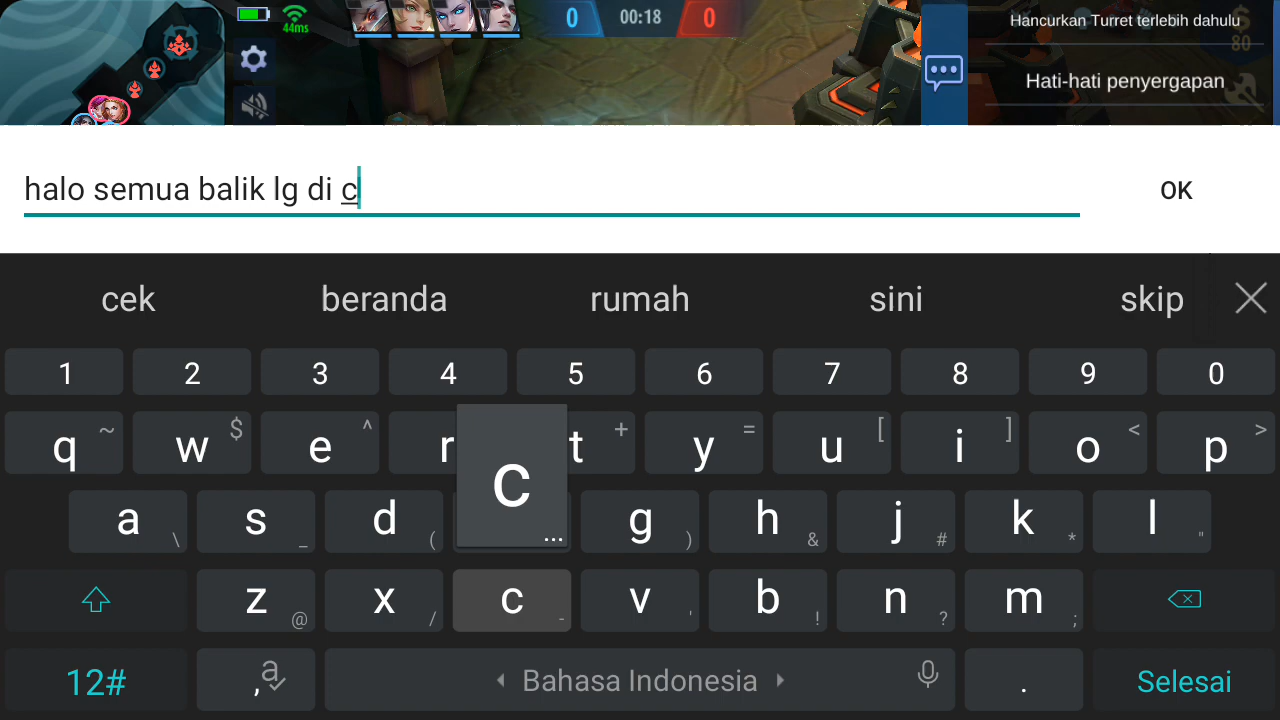 44ms
0 00:18 0
Hancurkan Turret terlebih dahulu
80
Hati-hati penyergapan
halo semua balik lg di c
OK
cek beranda rumah sini skip
1 2 3 4 5 6 7 8 9 0
q ~ w $ e ^ r t + y = u [ i ] o < p >
c ...
a \ s _ d ( g ) h & j # k * l "
z @ x / c - v ' b ! n ? m ;
12# , a Bahasa Indonesia . Selesai